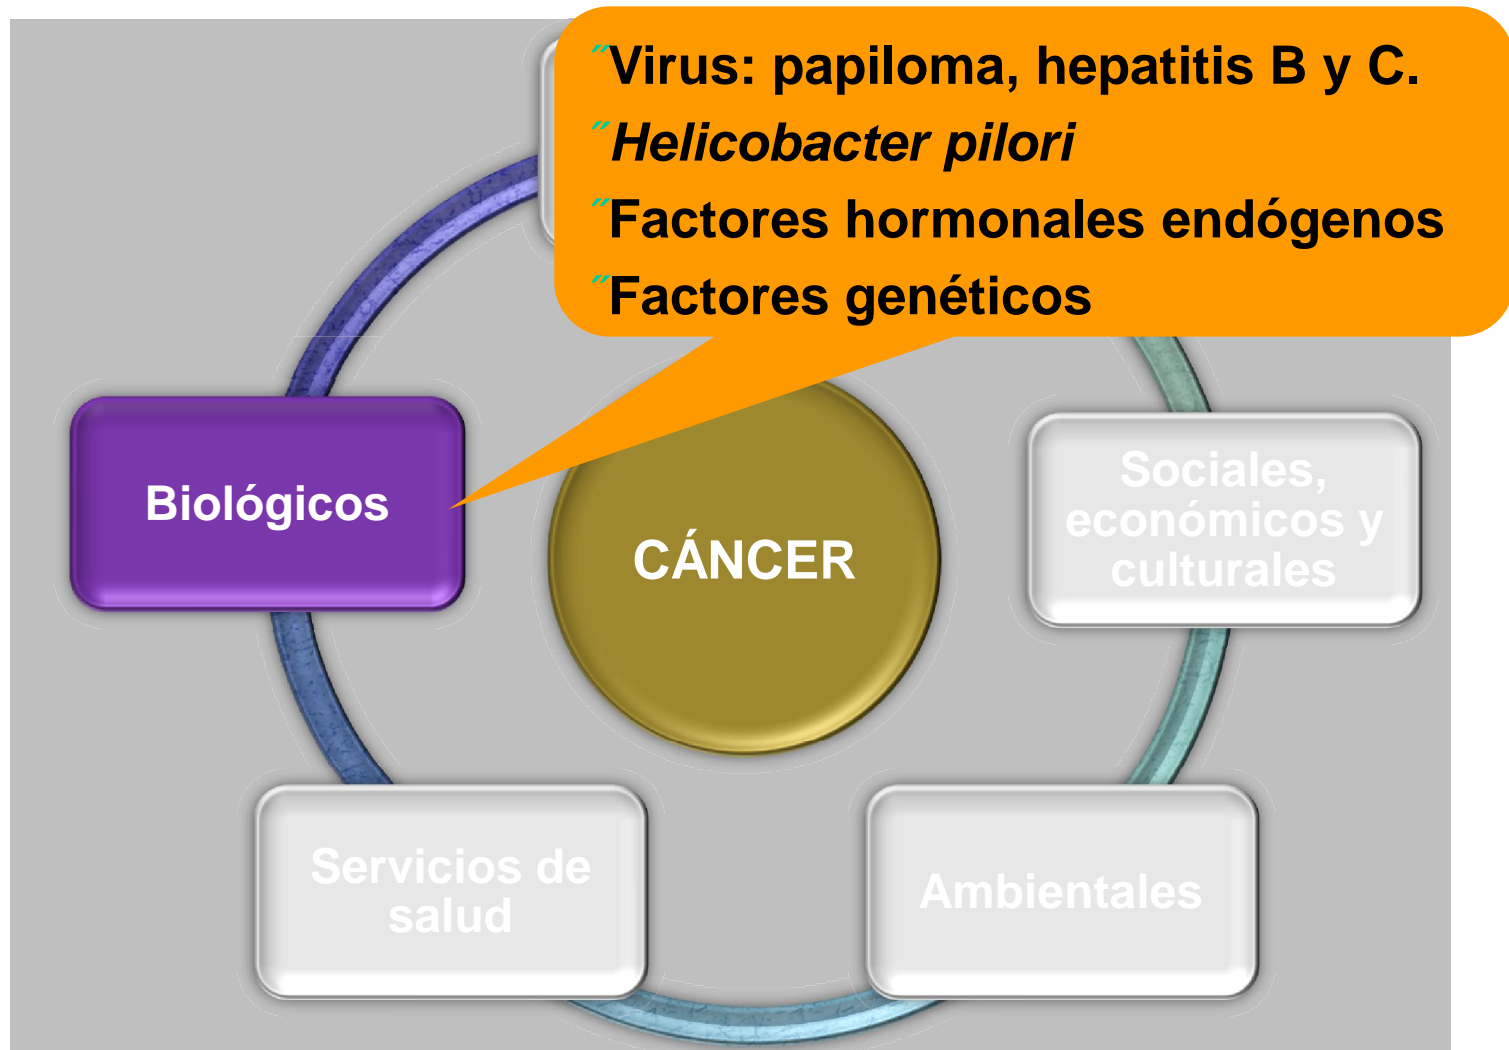 ˝Virus: papiloma, hepatitis B y C.
˝Helicobacter pilori
˝Factores hormonales endógenos
˝Factores genéticos
Biológicos
CÁNCER
Sociales,
económicos y
culturales
Servicios de
salud
Ambientales